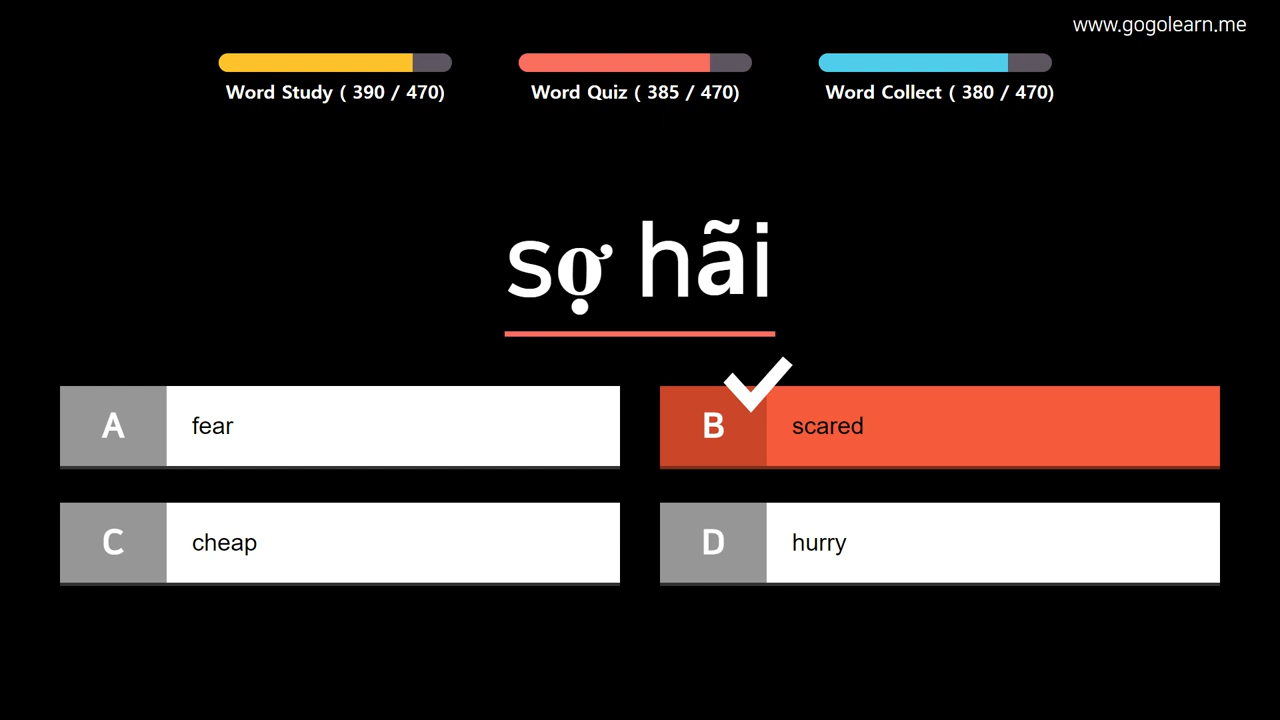 www.gogolearn.me
Word Study ( 390 / 470)
Word Quiz ( 385 / 470)
Word Collect ( 380 / 470)
sợ hãi
A fear
B scared
C cheap
D hurry